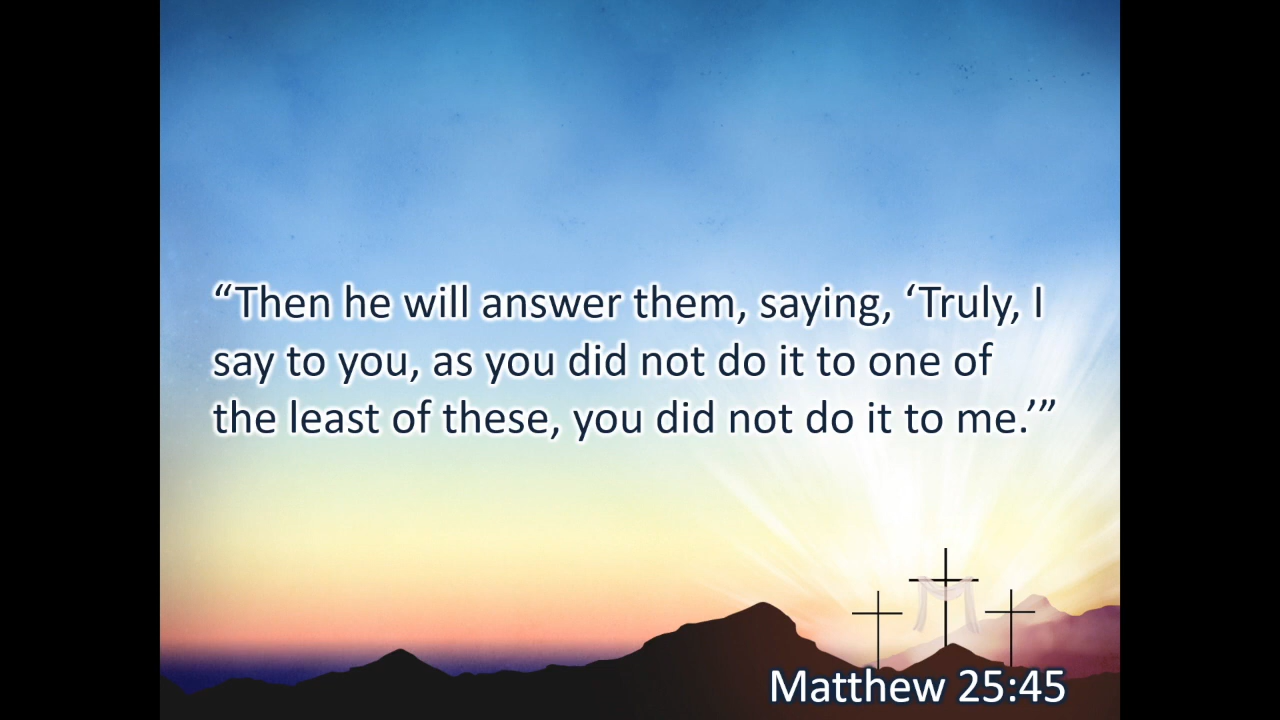 “Then he will answer them, saying, ‘Truly, I
say to you, as you did not do it to one of
the least of these, you did not do it to me.’”
Matthew 25:45